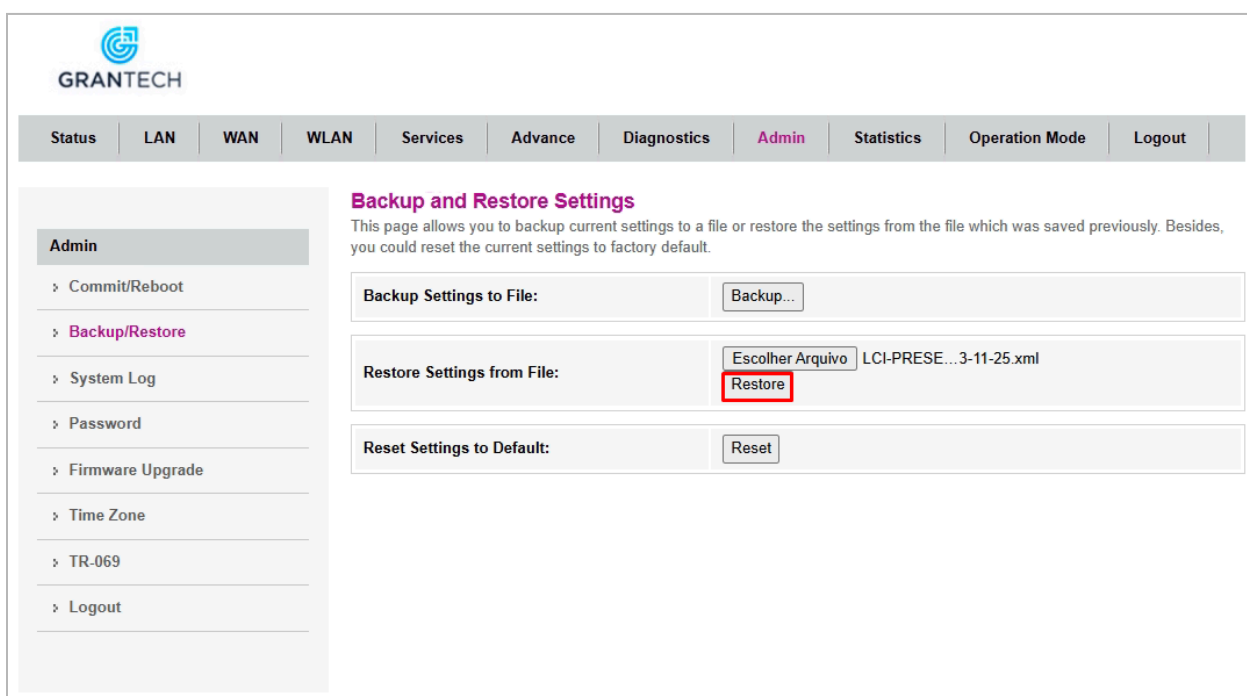 GRANTECH
Status LAN WAN WLAN Services Advance Diagnostics Admin Statistics Operation Mode Logout
Admin
Commit/Reboot
Backup/Restore
System Log
Password
Firmware Upgrade
Time Zone
TR-069
Logout
Backup and Restore Settings
This page allows you to backup current settings to a file or restore the settings from the file which was saved previously. Besides,
you could reset the current settings to factory default.
Backup Settings to File: Backup...
Restore Settings from File: Escolher Arquivo LCI-PRESE...3-11-25.xml
Restore
Reset Settings to Default: Reset